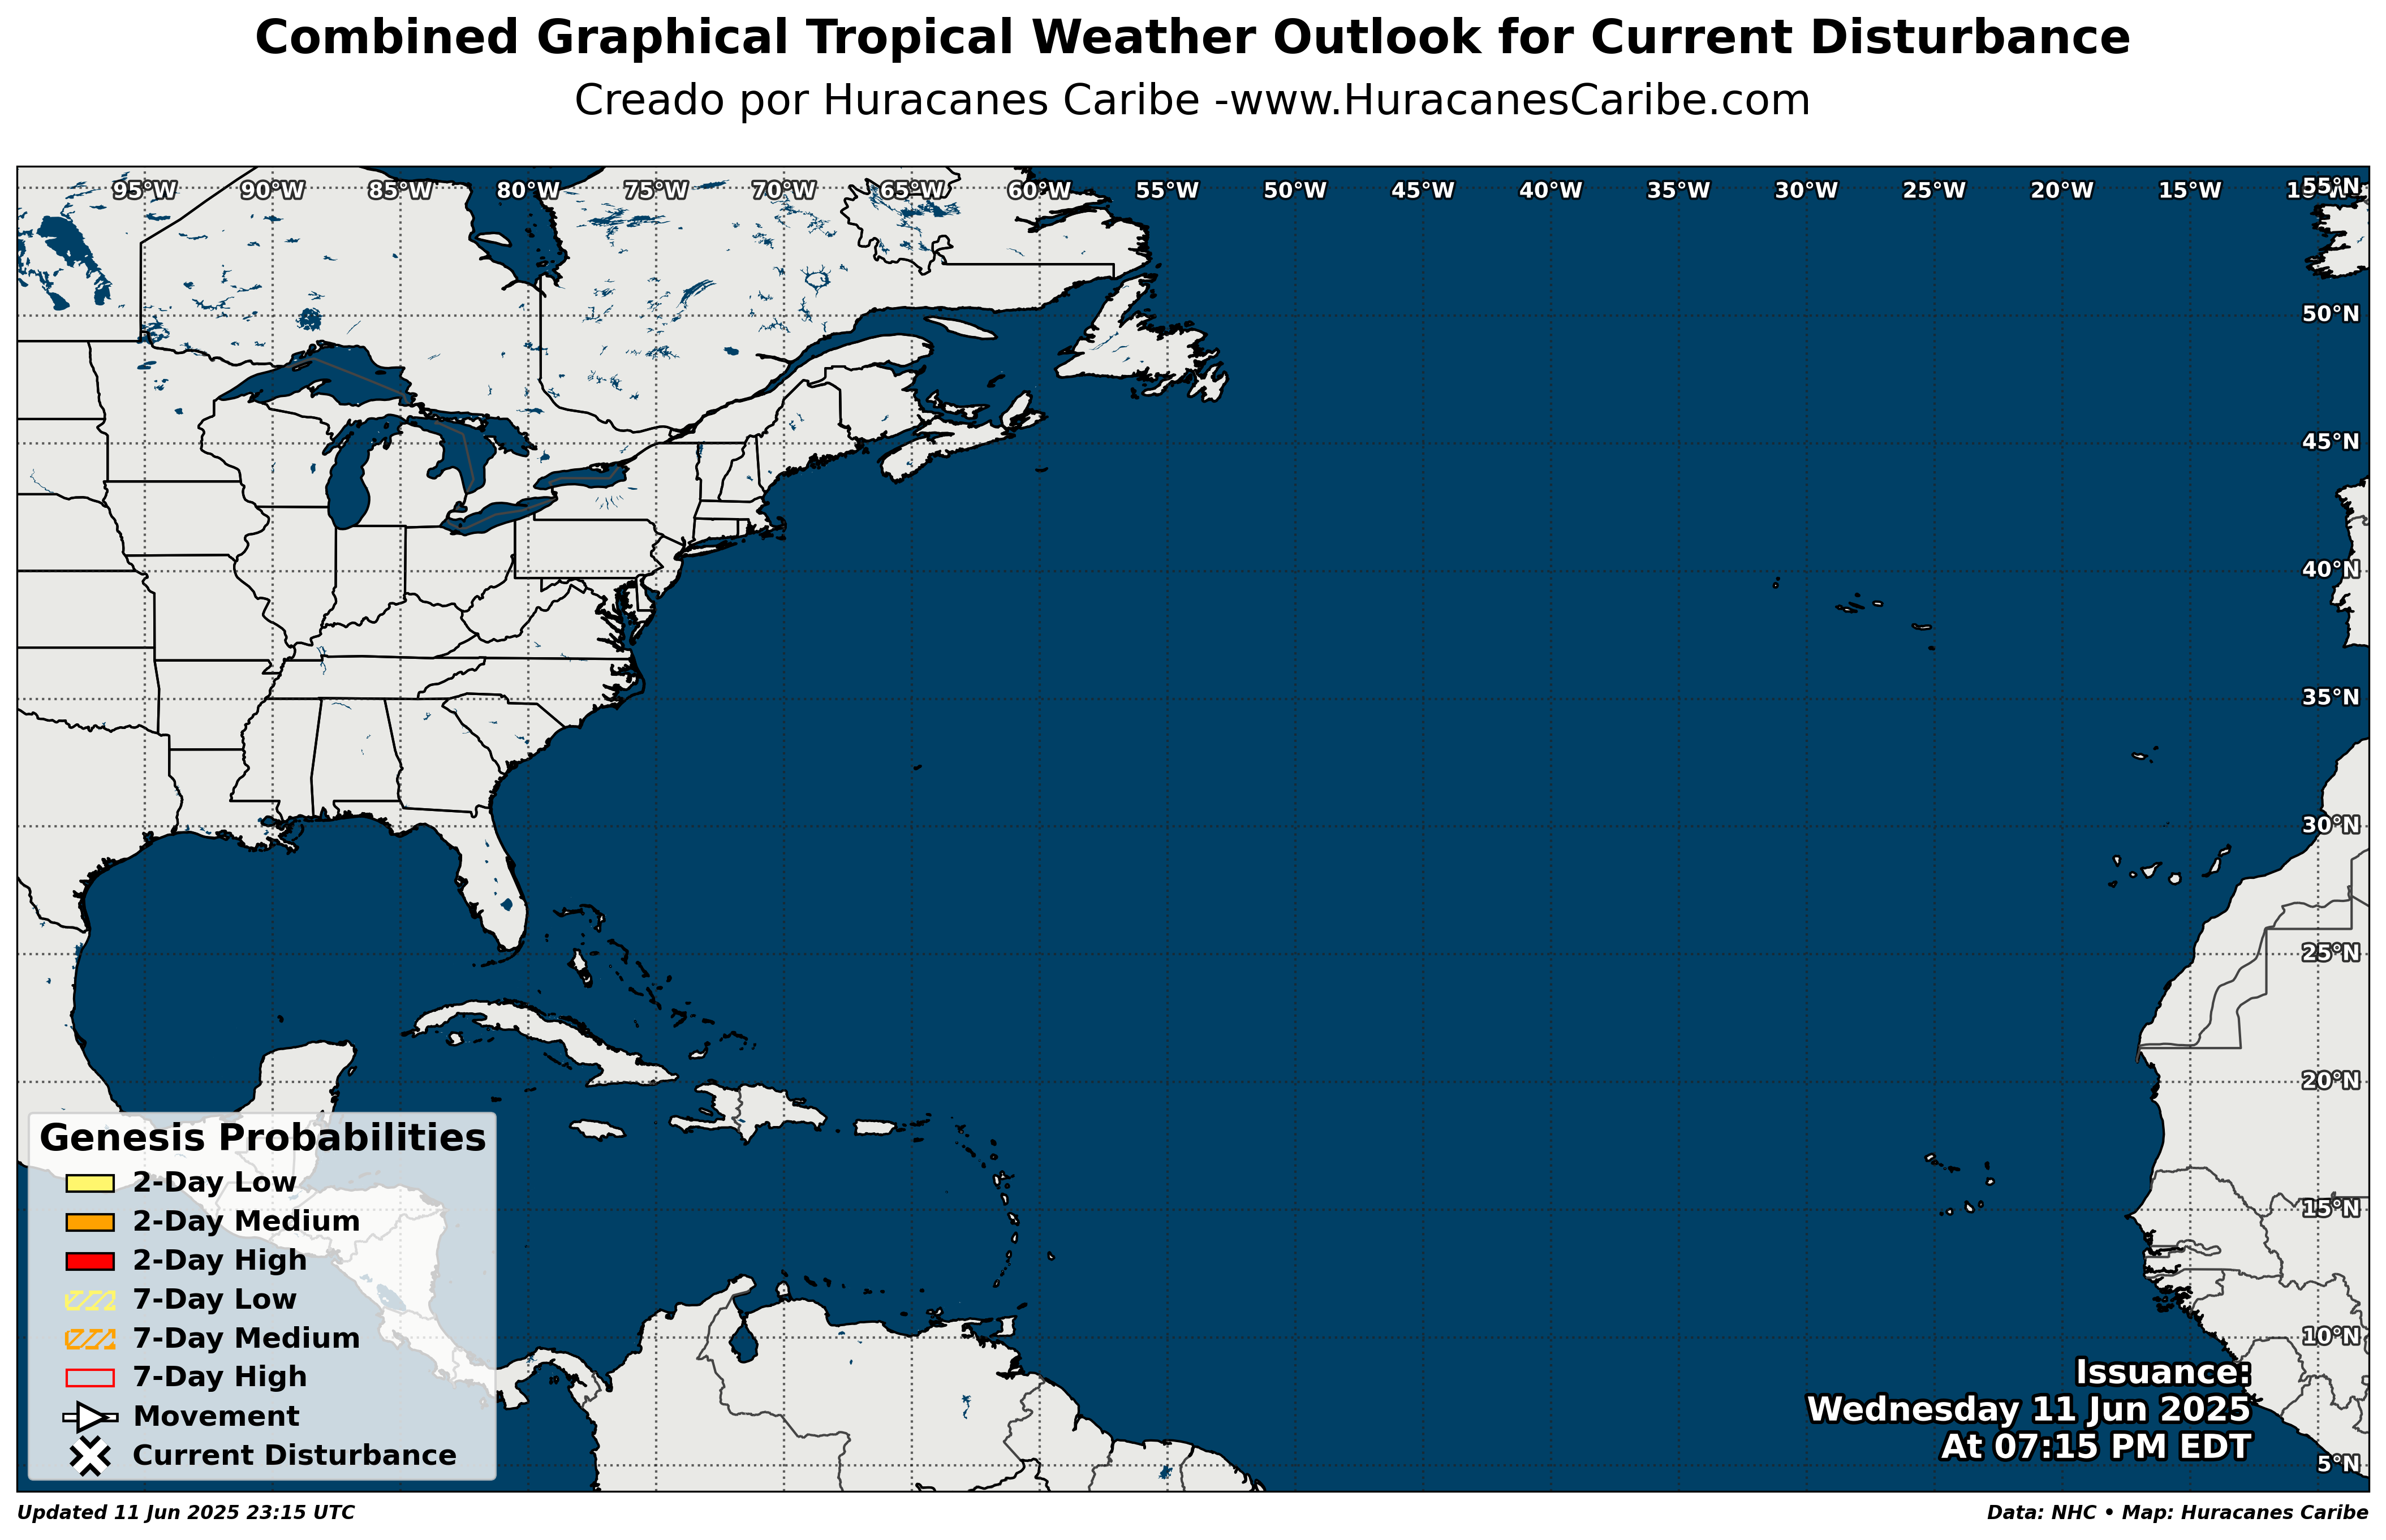 Combined Graphical Tropical Weather Outlook for Current Disturbance
Creado por Huracanes Caribe -www.HuracanesCaribe.com
95°W 90°W 85°W 80°W 75°W 70°W 65°W 60°W 55°W 50°W 45°W 40°W 35°W 30°W 25°W 20°W 15°W
55°N
50°N
45°N
40°N
35°N
30°N
25°N
20°N
15°N
10°N
5°N
Genesis Probabilities
2-Day Low
2-Day Medium
2-Day High
7-Day Low
7-Day Medium
7-Day High
Movement
Current Disturbance
Issuance:
Wednesday 11 Jun 2025
At 07:15 PM EDT
Updated 11 Jun 2025 23:15 UTC
Data: NHC • Map: Huracanes Caribe